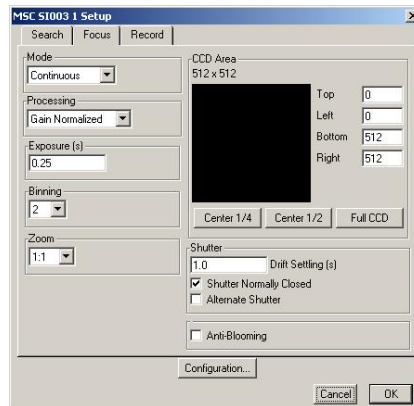 MSC SI003 1 Setup
Search Focus Record
Mode
Continuous
Processing
Gain Normalized
Exposure (s)
0.25
Binning
2
Zoom
1:1
CCD Area
512 x 512
Top 0
Left 0
Bottom 512
Right 512
Center 1/4 Center 1/2 Full CCD
Shutter
1.0 Drift Settling (s)
Shutter Normally Closed
Alternate Shutter
Anti-Blooming
Configuration...
Cancel OK